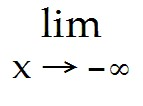 lim
x → −∞